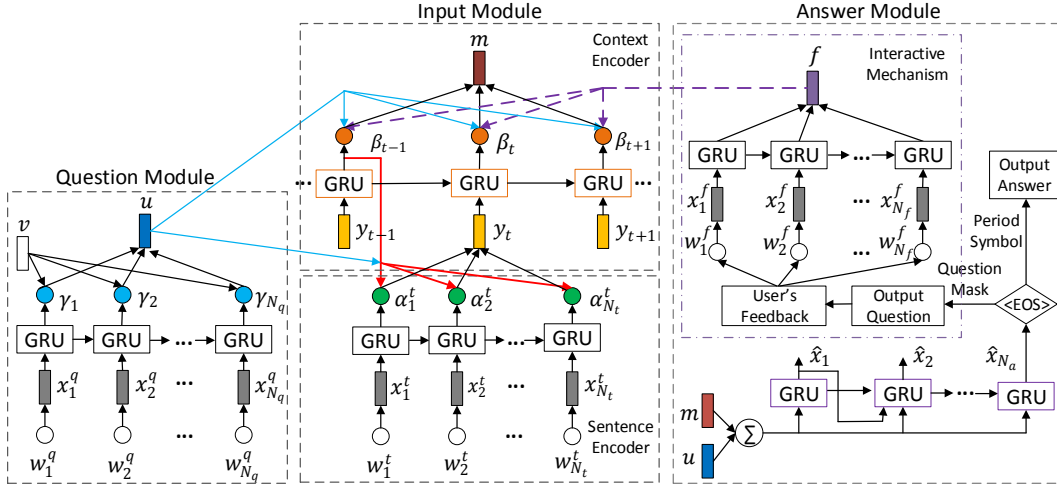 Input Module
Answer Module
m
Context
Encoder
f
Interactive
Mechanism
β_{t-1}
β_t
β_{t+1}
... GRU GRU GRU ...
GRU GRU ... GRU
Output
Answer
Question Module
v
u
y_{t-1}
y_t
y_{t+1}
x_1^f
x_2^f
x_{N_f}^f
w_1^f
w_2^f
...
w_{N_f}^f
Period
Symbol
Question
Mask
γ_1
γ_2
γ_{N_q}
α_1^t
α_2^t
α_{N_t}^t
User's
Feedback
Output
Question
<EOS>
GRU GRU ... GRU
GRU GRU ... GRU
x_1^q
x_2^q
...
x_{N_q}^q
x_1^t
x_2^t
...
x_{N_t}^t
x̂_1
x̂_2
x̂_{N_a}
GRU GRU ... GRU
m
Σ
u
Sentence
Encoder
...
...
w_1^q
w_2^q
w_{N_q}^q
w_1^t
w_2^t
w_{N_t}^t